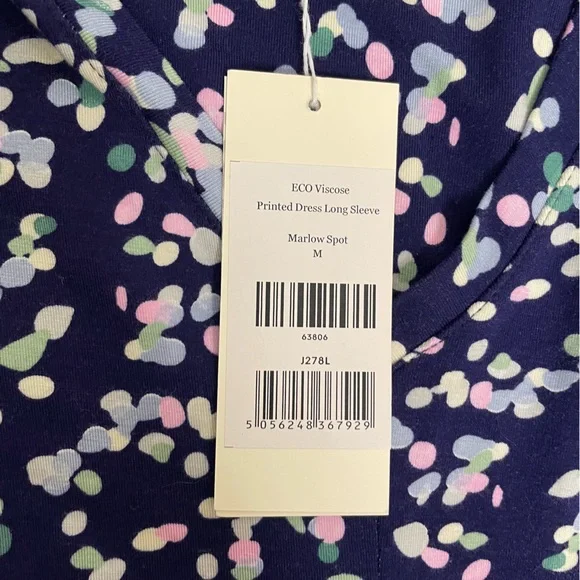 ECO Viscose
Printed Dress Long Sleeve
Marlow Spot
M
63806
J278L
5 056248 367929